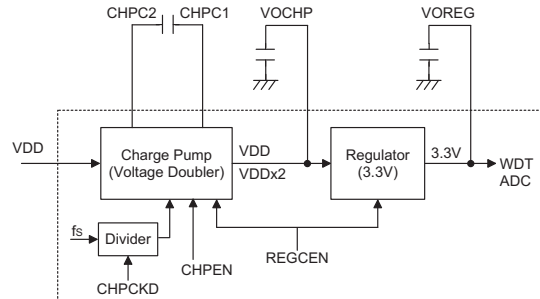 CHPC2 CHPC1
VOCHP
VOREG
VDD
Charge Pump
(Voltage Doubler)
VDD
VDDx2
Regulator
(3.3V)
3.3V
WDT
ADC
fS
Divider
CHPCKD
CHPEN
REGCEN